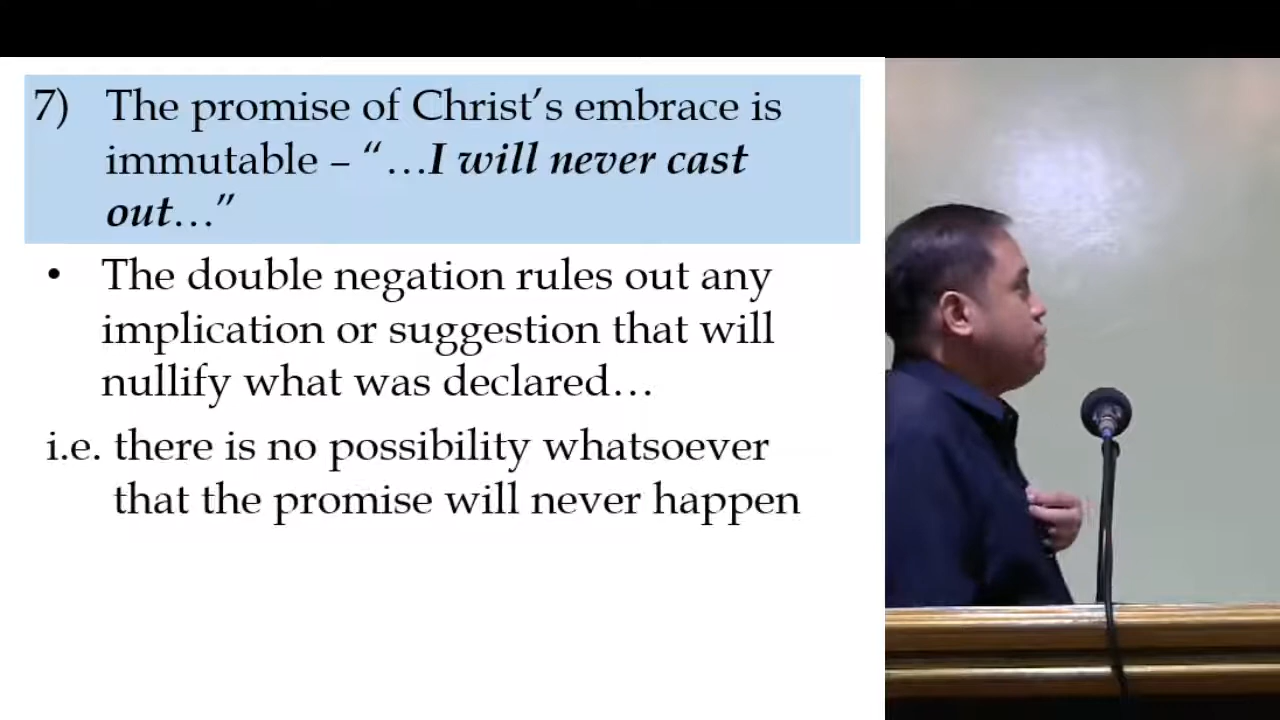 7) The promise of Christ's embrace is
immutable – “…I will never cast
out…”
• The double negation rules out any
implication or suggestion that will
nullify what was declared…
i.e. there is no possibility whatsoever
that the promise will never happen